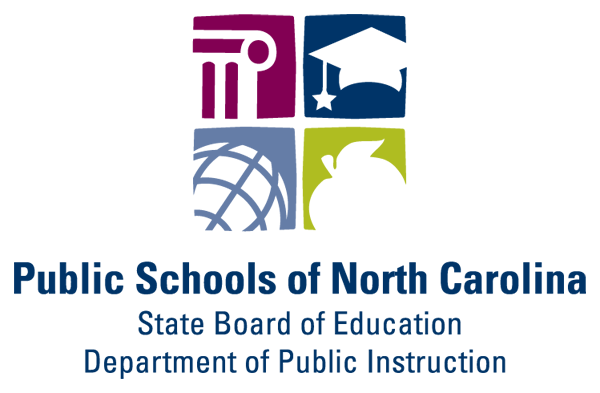 Public Schools of North Carolina
State Board of Education
Department of Public Instruction